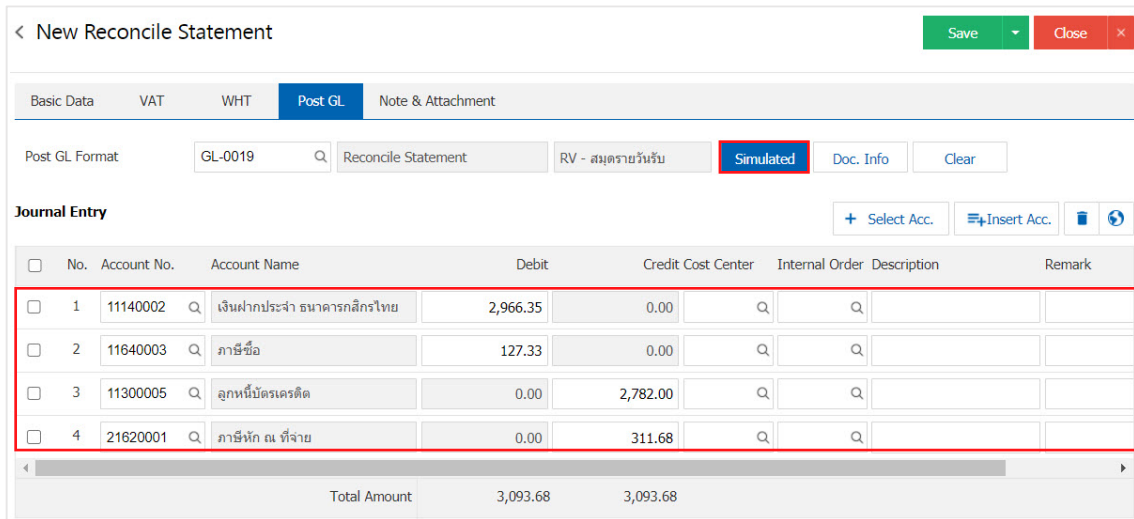 < New Reconcile Statement Save Close ×
Basic Data VAT WHT Post GL Note & Attachment
Post GL Format GL-0019 Reconcile Statement RV - สมุดรายวันรับ Simulated Doc. Info Clear
Journal Entry + Select Acc. Insert Acc.
No. Account No. Account Name Debit Credit Cost Center Internal Order Description Remark
1 11140002 เงินฝากประจำ ธนาคารกสิกรไทย 2,966.35 0.00
2 11640003 ภาษีซื้อ 127.33 0.00
3 11300005 ลูกหนี้บัตรเครดิต 0.00 2,782.00
4 21620001 ภาษีหัก ณ ที่จ่าย 0.00 311.68
Total Amount 3,093.68 3,093.68